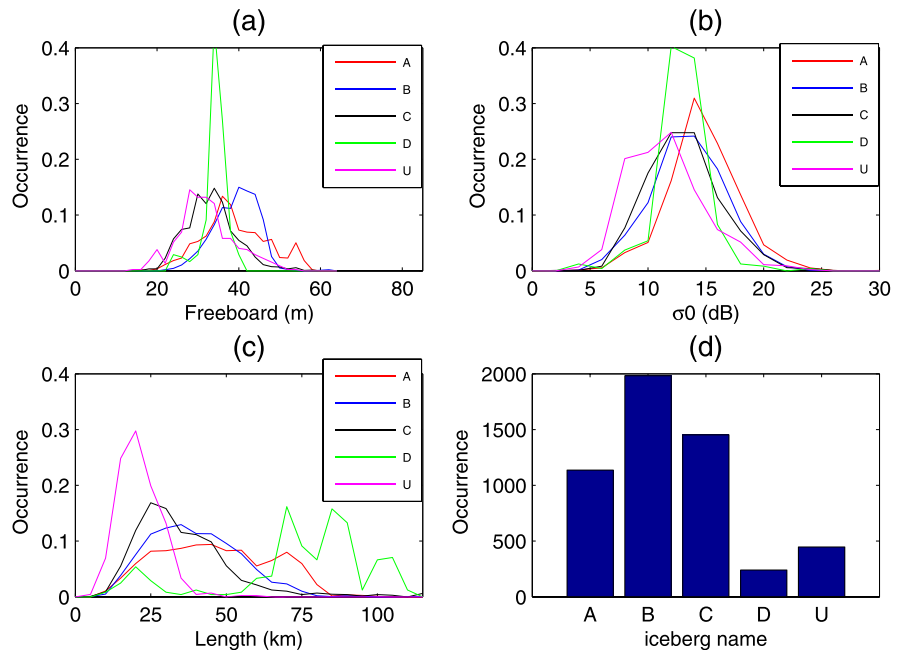 (a)
0.4
0.3
0.2
0.1
0
Occurrence
0 20 40 60 80
Freeboard (m)
A
B
C
D
U
(b)
0.4
0.3
0.2
0.1
0
Occurrence
0 5 10 15 20 25 30
σ0 (dB)
A
B
C
D
U
(c)
0.4
0.3
0.2
0.1
0
Occurrence
0 25 50 75 100
Length (km)
A
B
C
D
U
(d)
2000
1500
1000
500
0
Occurrence
A B C D U
iceberg name